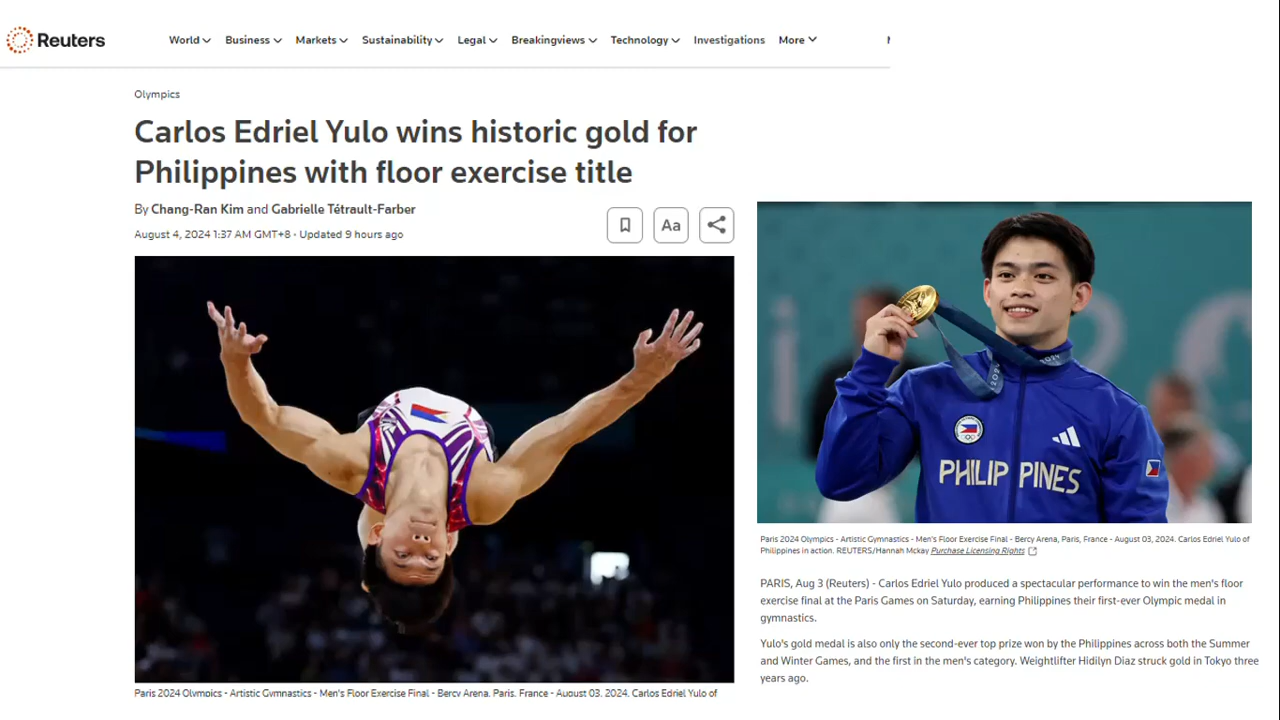 Reuters
World Business Markets Sustainability Legal Breakingviews Technology Investigations More
Olympics
Carlos Edriel Yulo wins historic gold for
Philippines with floor exercise title
By Chang-Ran Kim and Gabrielle Tétrault-Farber
August 4, 2024 1:37 AM GMT+8 · Updated 9 hours ago
Aa
Paris 2024 Olympics - Artistic Gymnastics - Men's Floor Exercise Final - Bercy Arena, Paris, France - August 03, 2024. Carlos Edriel Yulo of
2024
2024
PHILIPPINES
Paris 2024 Olympics - Artistic Gymnastics - Men's Floor Exercise Final - Bercy Arena, Paris, France - August 03, 2024. Carlos Edriel Yulo of
Philippines in action. REUTERS/Hannah Mckay Purchase Licensing Rights
PARIS, Aug 3 (Reuters) - Carlos Edriel Yulo produced a spectacular performance to win the men's floor
exercise final at the Paris Games on Saturday, earning Philippines their first-ever Olympic medal in
gymnastics.
Yulo's gold medal is also only the second-ever top prize won by the Philippines across both the Summer
and Winter Games, and the first in the men's category. Weightlifter Hidilyn Diaz struck gold in Tokyo three
years ago.